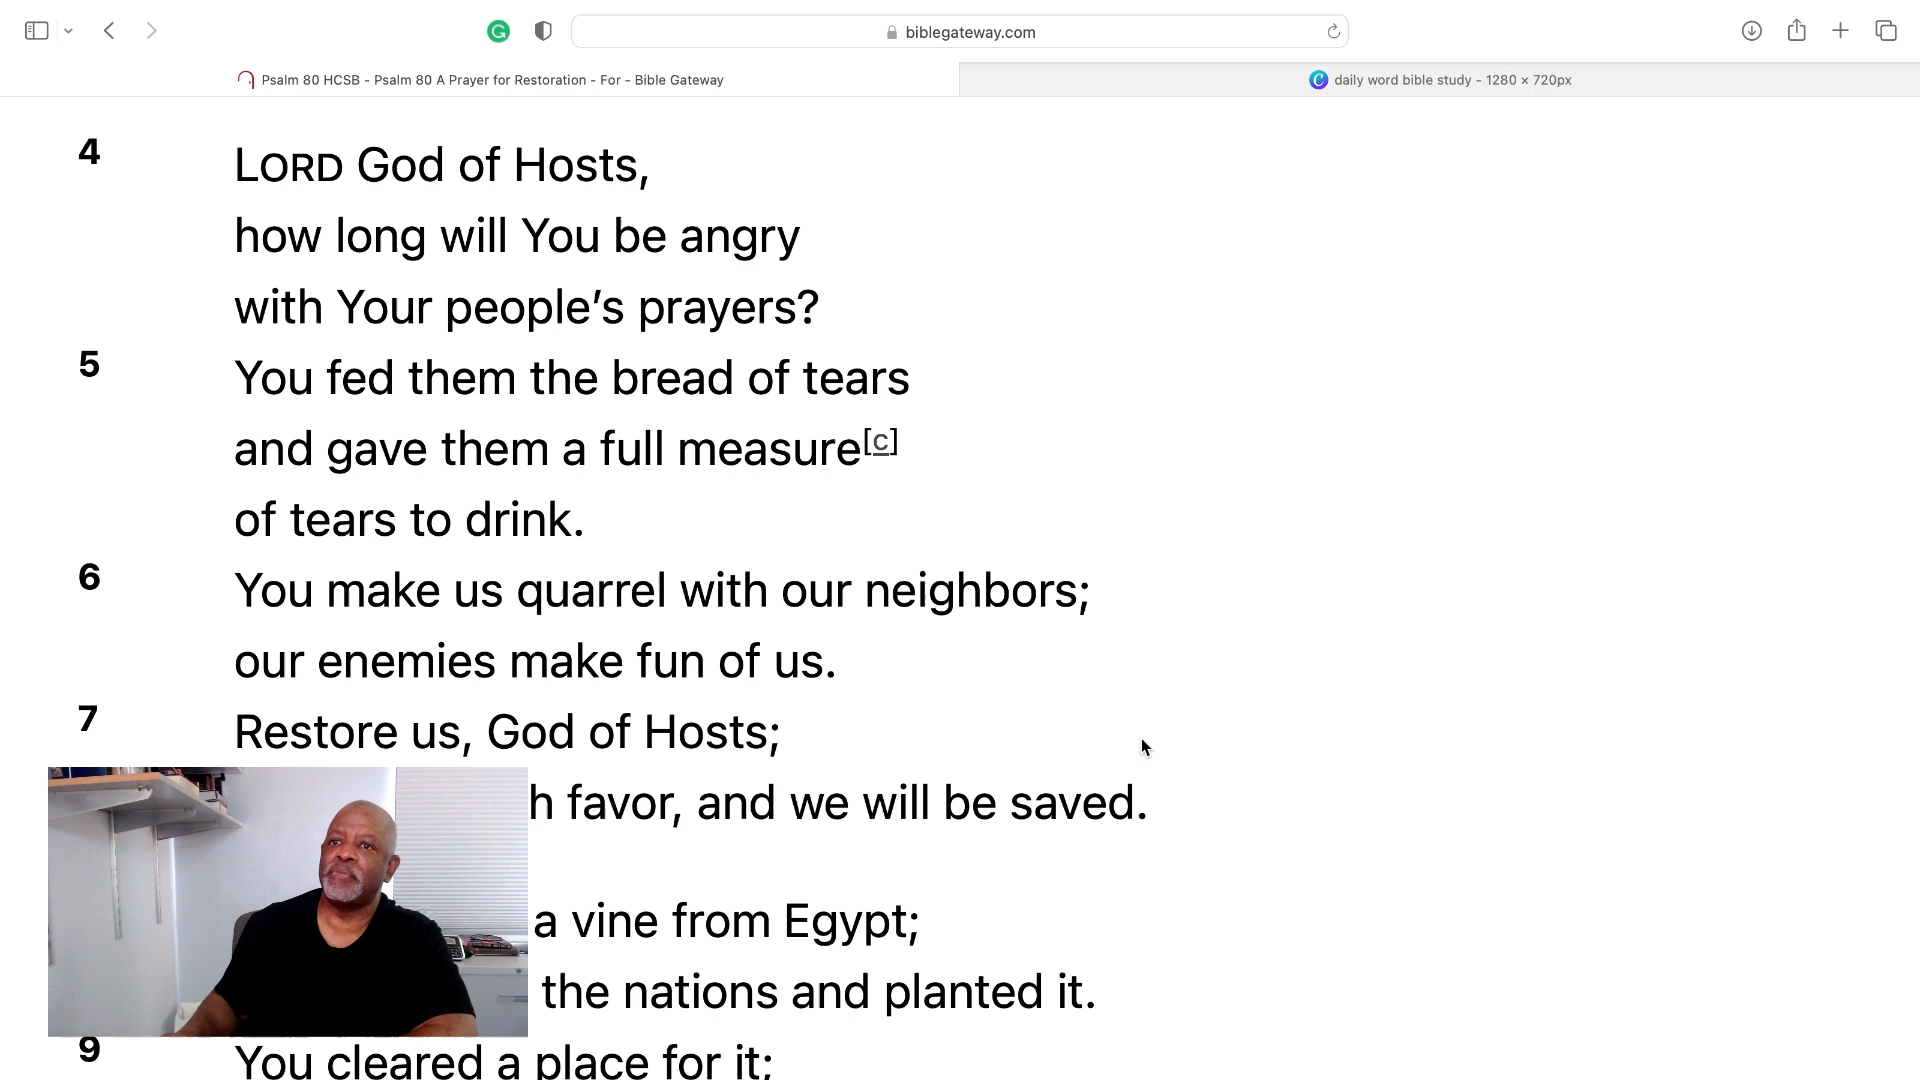 biblegateway.com
Psalm 80 HCSB - Psalm 80 A Prayer for Restoration - For - Bible Gateway
daily word bible study - 1280 × 720px
4 LORD God of Hosts,
how long will You be angry
with Your people’s prayers?
5 You fed them the bread of tears
and gave them a full measure[c]
of tears to drink.
6 You make us quarrel with our neighbors;
our enemies make fun of us.
7 Restore us, God of Hosts;
h favor, and we will be saved.
a vine from Egypt;
the nations and planted it.
9 You cleared a place for it;